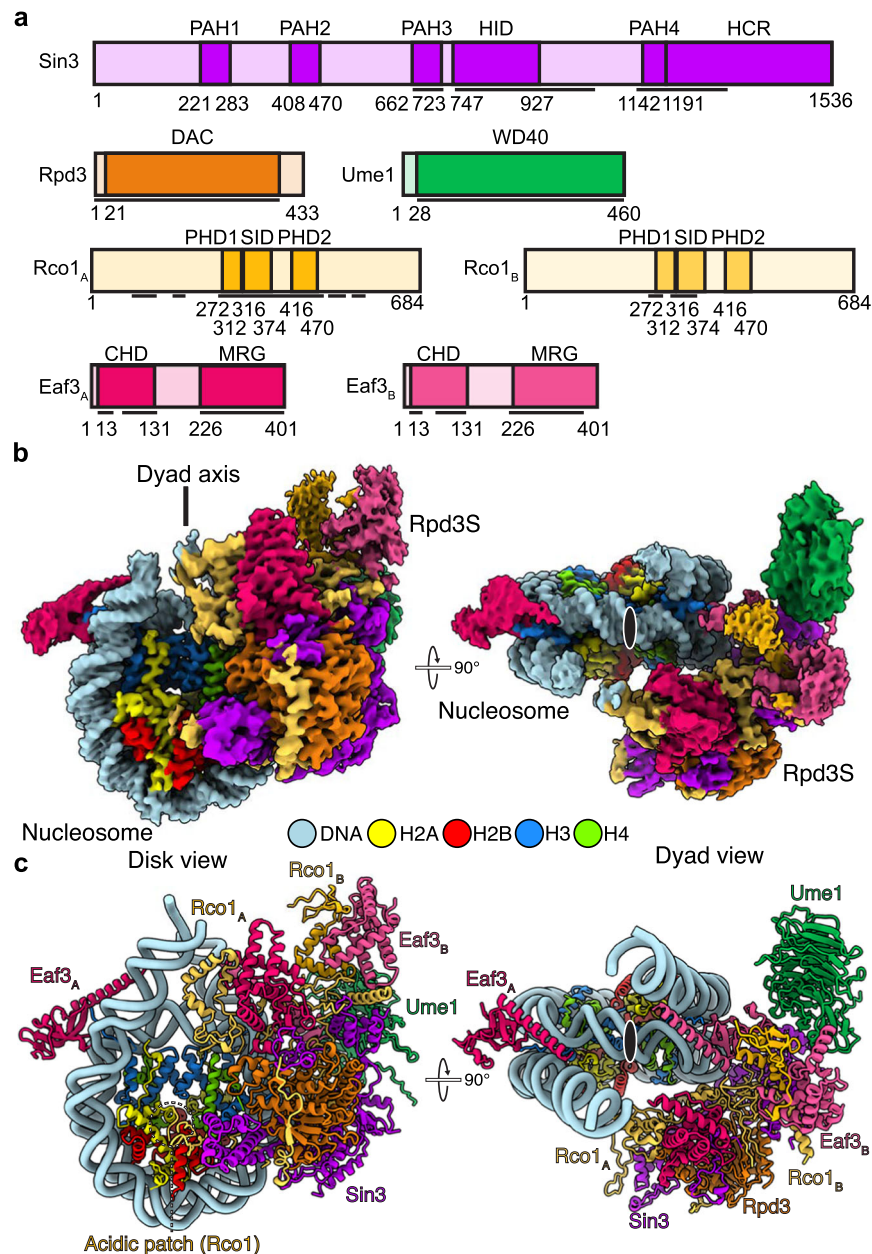 a
PAH1 PAH2 PAH3 HID PAH4 HCR
Sin3
1 221 283 408 470 662 723 747 927 1142 1191 1536
DAC WD40
Rpd3 Ume1
1 21 433 1 28 460
PHD1 SID PHD2 PHD1 SID PHD2
Rco1A Rco1B
1 272 316 416 684 272 316 416 684
312 374 470 312 374 470
CHD MRG CHD MRG
Eaf3A Eaf3B
1 13 131 226 401 1 13 131 226 401
b
Dyad axis
Rpd3S
90°
Nucleosome
Rpd3S
Nucleosome
DNA H2A H2B H3 H4
Disk view Dyad view
c
Rco1B
Rco1A
Eaf3B
Eaf3A
Ume1
Sin3
Acidic patch (Rco1)
90°
Ume1
Eaf3A
Eaf3B
Rco1A
Rco1B
Rpd3
Sin3